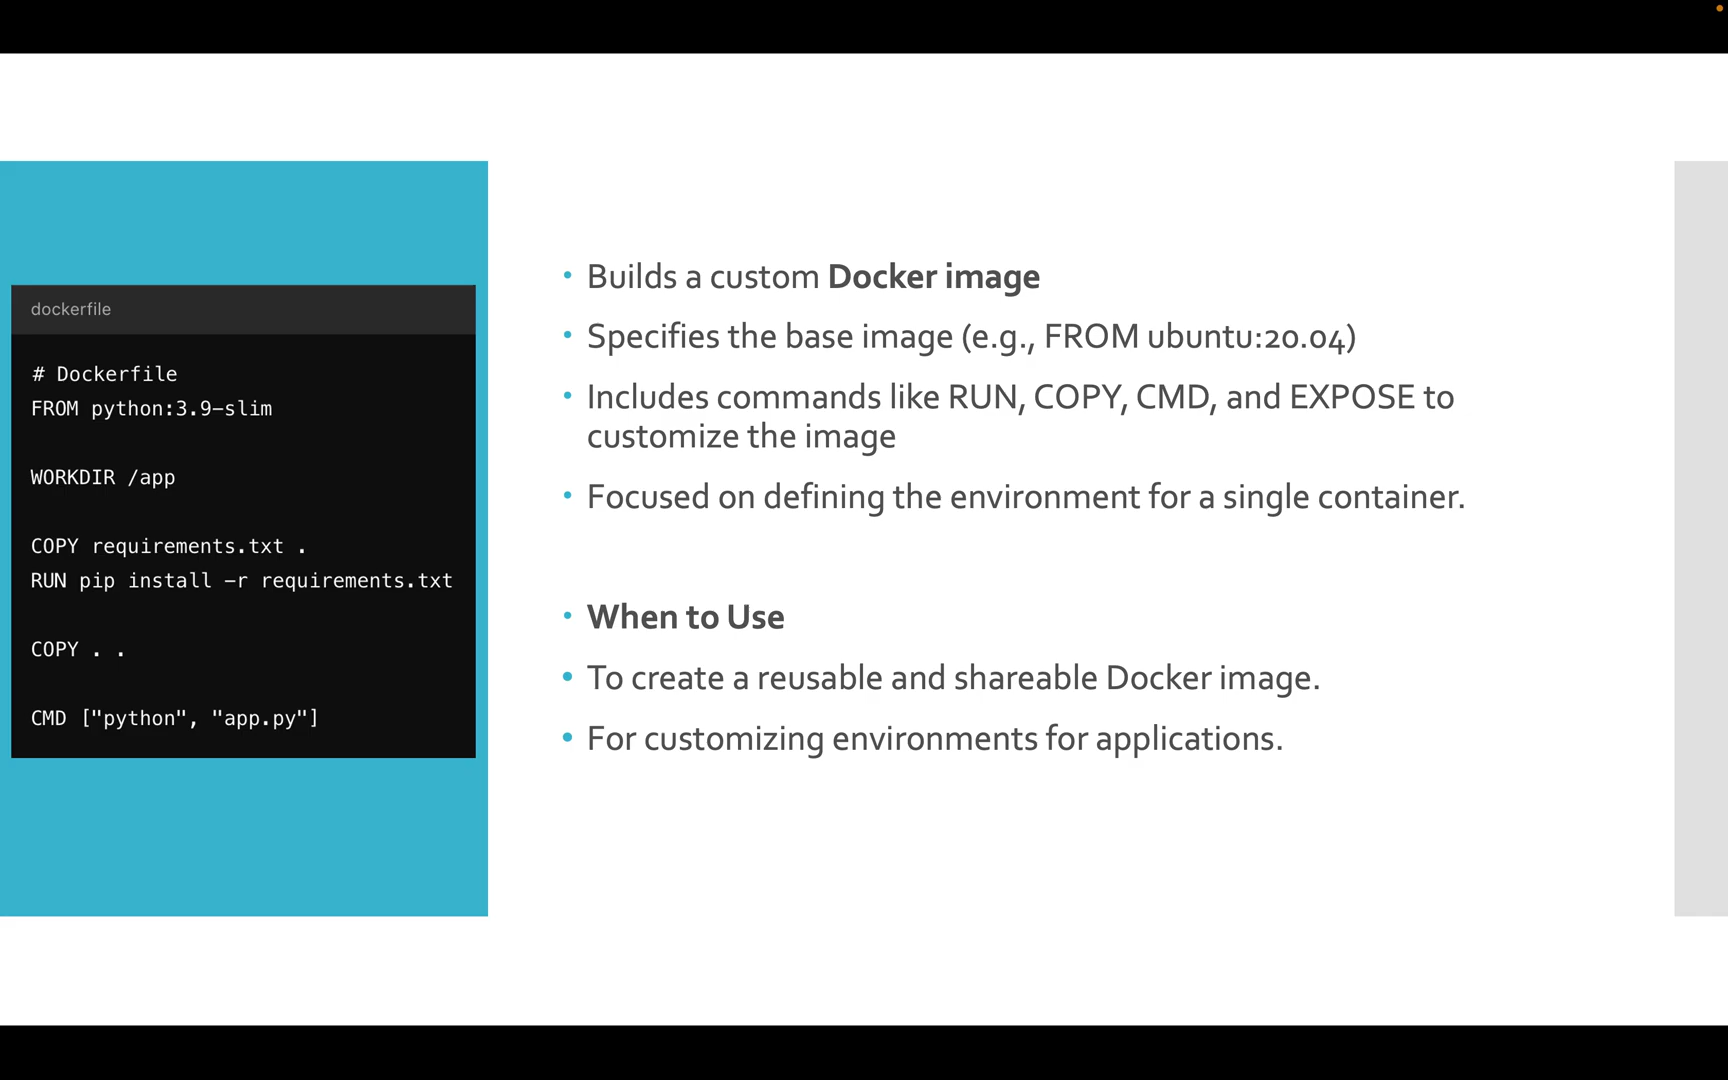 dockerfile
# Dockerfile
FROM python:3.9-slim
WORKDIR /app
COPY requirements.txt .
RUN pip install -r requirements.txt
COPY . .
CMD ["python", "app.py"]
• Builds a custom Docker image
• Specifies the base image (e.g., FROM ubuntu:20.04)
• Includes commands like RUN, COPY, CMD, and EXPOSE to
customize the image
• Focused on defining the environment for a single container.
• When to Use
• To create a reusable and shareable Docker image.
• For customizing environments for applications.